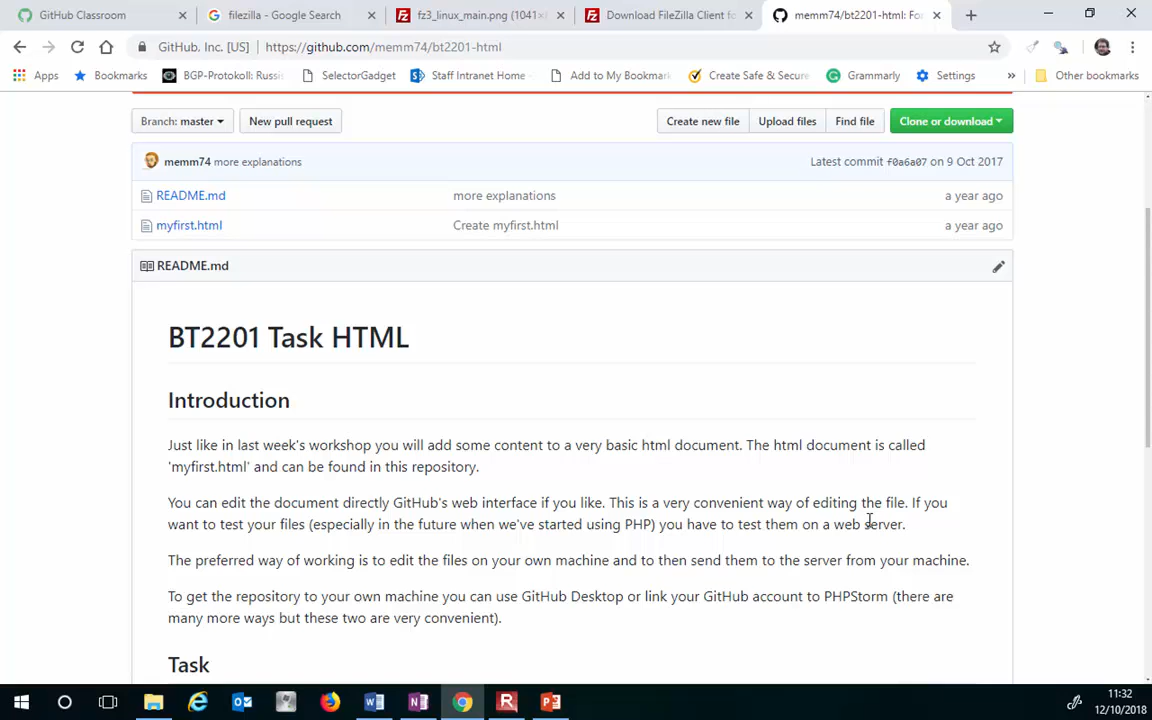 GitHub Classroom
filezilla - Google Search
fz3_linux_main.png (1041×
Download FileZilla Client fo
memm74/bt2201-html: Fo
GitHub, Inc. [US]
https://github.com/memm74/bt2201-html
Apps
Bookmarks
BGP-Protokoll: Russi
SelectorGadget
Staff Intranet Home -
Add to My Bookmark
Create Safe & Secure
Grammarly
Settings
»
Other bookmarks
Branch: master
New pull request
Create new file
Upload files
Find file
Clone or download
memm74 more explanations
Latest commit f0a6a07 on 9 Oct 2017
README.md
more explanations
a year ago
myfirst.html
Create myfirst.html
a year ago
README.md
BT2201 Task HTML
Introduction
Just like in last week's workshop you will add some content to a very basic html document. The html document is called
'myfirst.html' and can be found in this repository.
You can edit the document directly GitHub's web interface if you like. This is a very convenient way of editing the file. If you
want to test your files (especially in the future when we've started using PHP) you have to test them on a web server.
The preferred way of working is to edit the files on your own machine and to then send them to the server from your machine.
To get the repository to your own machine you can use GitHub Desktop or link your GitHub account to PHPStorm (there are
many more ways but these two are very convenient).
Task
11:32
12/10/2018